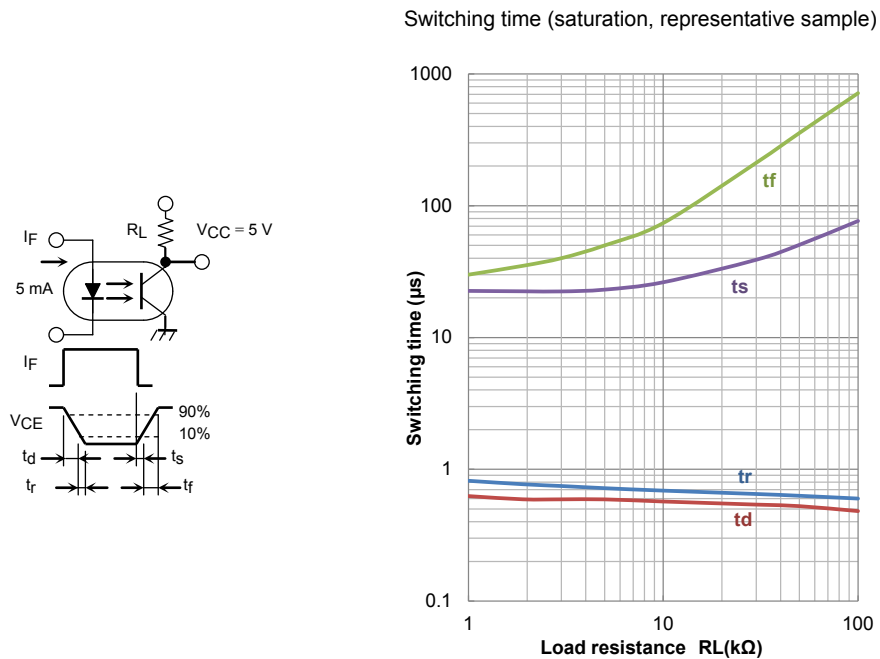 Switching time (saturation, representative sample)
RL
VCC = 5 V
IF
5 mA
IF
VCE
90%
10%
td
ts
tr
tf
Switching time (μs)
1000
100
10
1
0.1
tf
ts
tr
td
1
10
100
Load resistance RL(kΩ)